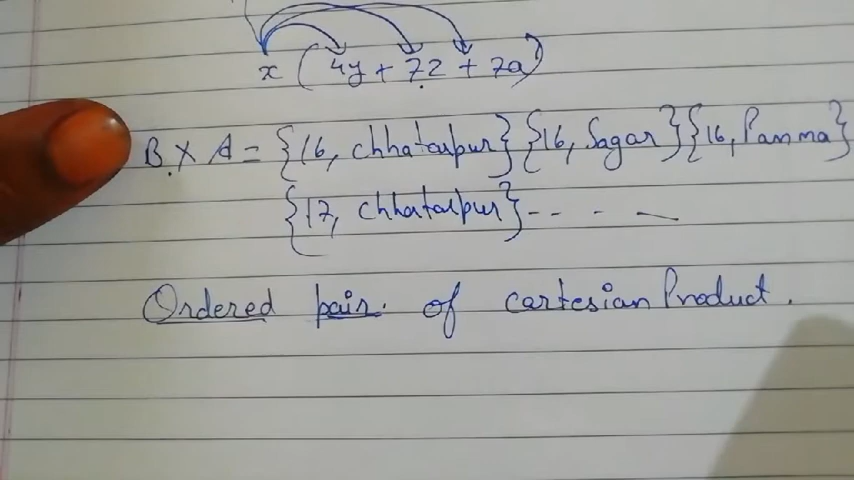 x (4y + 7z + 7a)
B × A = {16, chhatarpur} {16, Sagar} {16, Panna}
{17, chhatarpur} - - - —
Ordered pair. of cartesian Product.